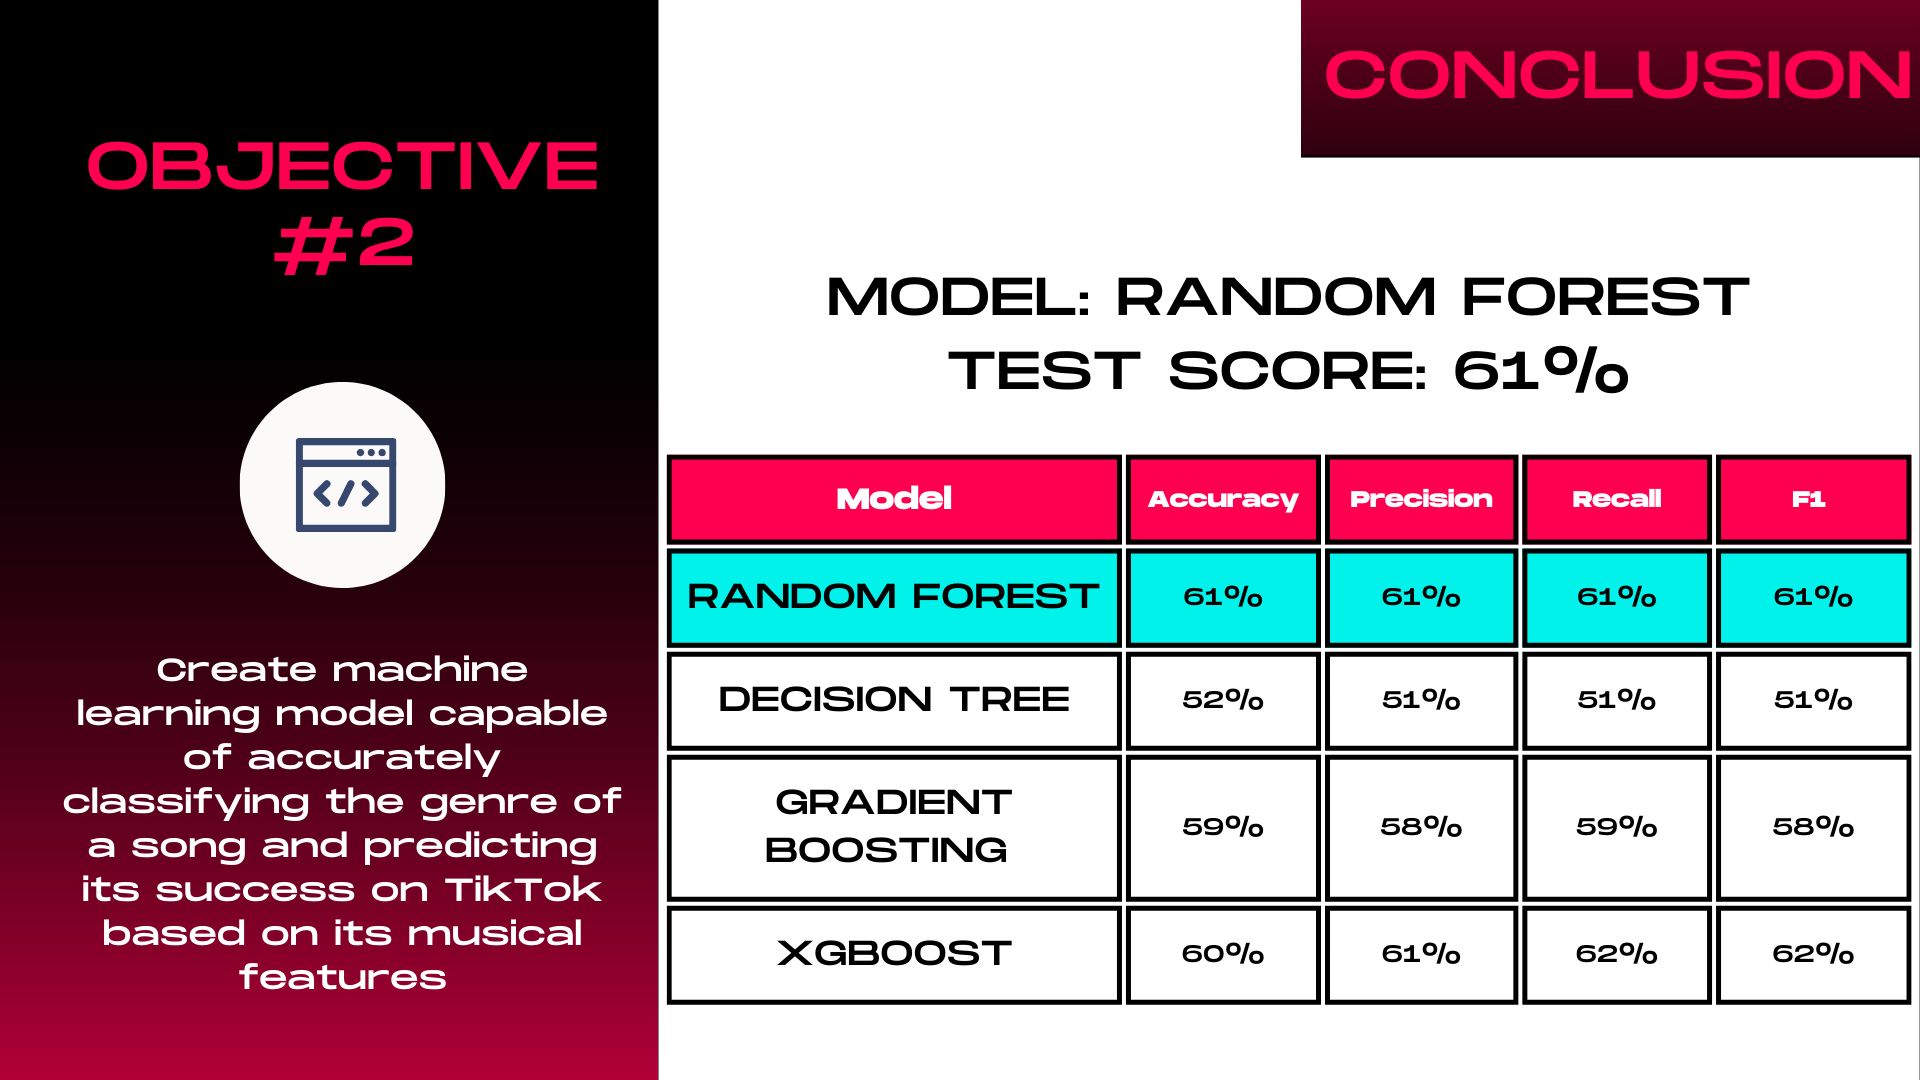 CONCLUSION
OBJECTIVE
#2
Create machine
learning model capable
of accurately
classifying the genre of
a song and predicting
its success on TikTok
based on its musical
features
MODEL: RANDOM FOREST
TEST SCORE: 61%
Model Accuracy Precision Recall F1
RANDOM FOREST 61% 61% 61% 61%
DECISION TREE 52% 51% 51% 51%
GRADIENT
BOOSTING 59% 58% 59% 58%
XGBOOST 60% 61% 62% 62%